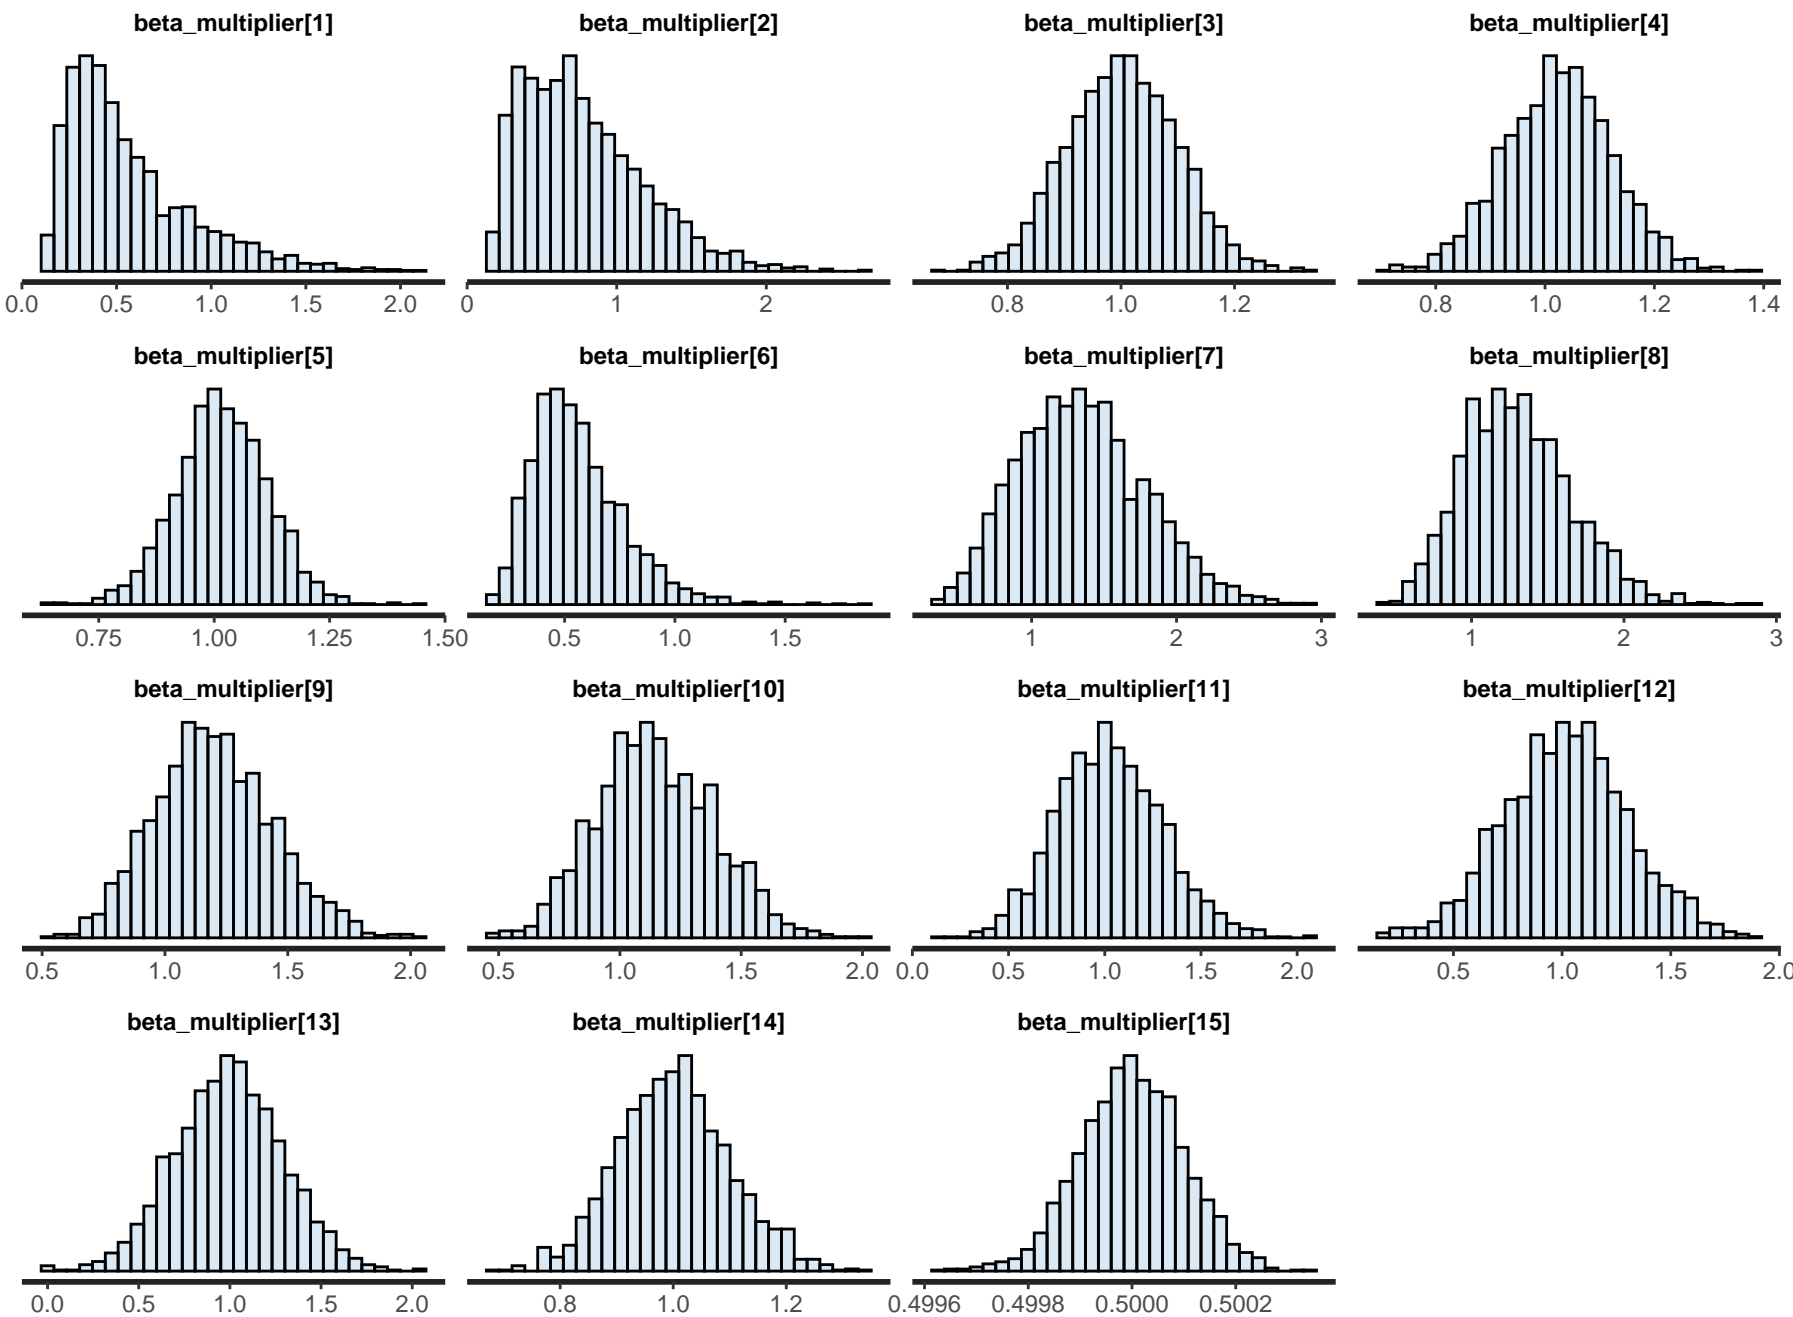 beta_multiplier[1] beta_multiplier[2] beta_multiplier[3] beta_multiplier[4]
0.0 0.5 1.0 1.5 2.0 0 1 2 0.8 1.0 1.2 0.8 1.0 1.2 1.4
beta_multiplier[5] beta_multiplier[6] beta_multiplier[7] beta_multiplier[8]
0.75 1.00 1.25 1.50 0.5 1.0 1.5 1 2 3 1 2 3
beta_multiplier[9] beta_multiplier[10] beta_multiplier[11] beta_multiplier[12]
0.5 1.0 1.5 2.0 0.5 1.0 1.5 2.0 0.0 0.5 1.0 1.5 2.0 0.5 1.0 1.5 2.0
beta_multiplier[13] beta_multiplier[14] beta_multiplier[15]
0.0 0.5 1.0 1.5 2.0 0.8 1.0 1.2 0.4996 0.4998 0.5000 0.5002